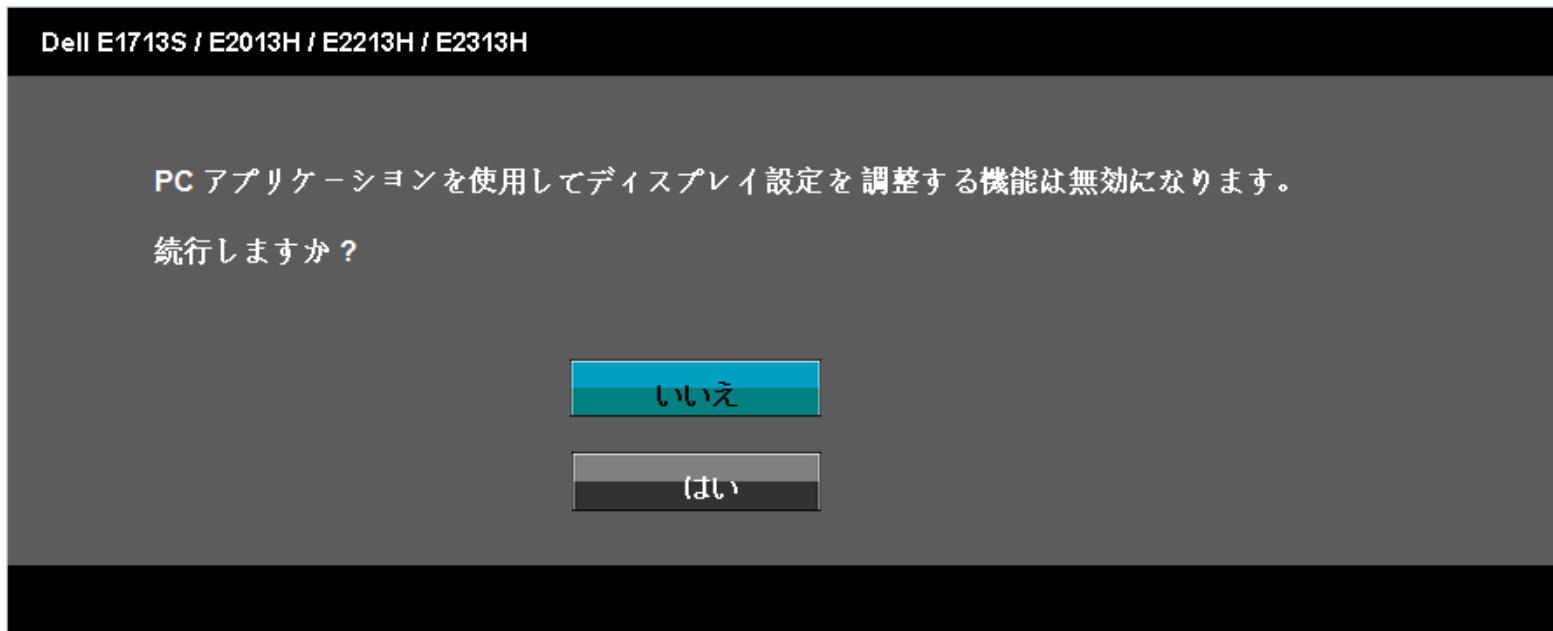 Dell E1713S / E2013H / E2213H / E2313H
PC アプリケーションを使用してディスプレイ設定を調整する機能は無効になります。
続行しますか？
いいえ
はい